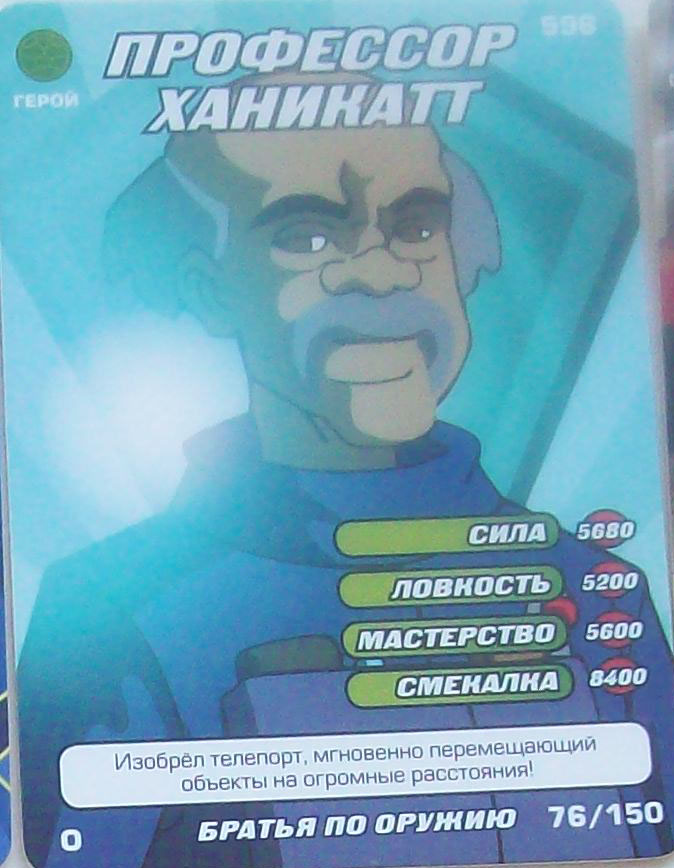 596
ПРОФЕССОР
ГЕРОЙ
ХАНИКАТТ
СИЛА 5680
ЛОВКОСТЬ 5200
МАСТЕРСТВО 5600
СМЕКАЛКА 8400
Изобрёл телепорт, мгновенно перемещающий
объекты на огромные расстояния!
0 БРАТЬЯ ПО ОРУЖИЮ 76/150